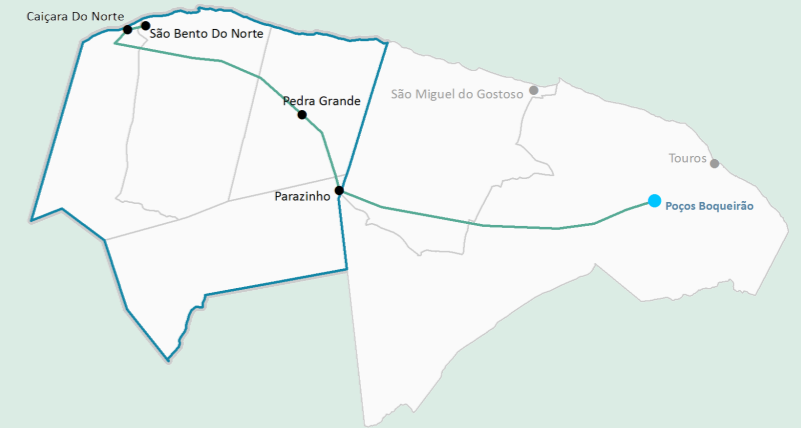 Caiçara Do Norte
São Bento Do Norte
Pedra Grande
São Miguel do Gostoso
Touros
Parazinho
Poços Boqueirão